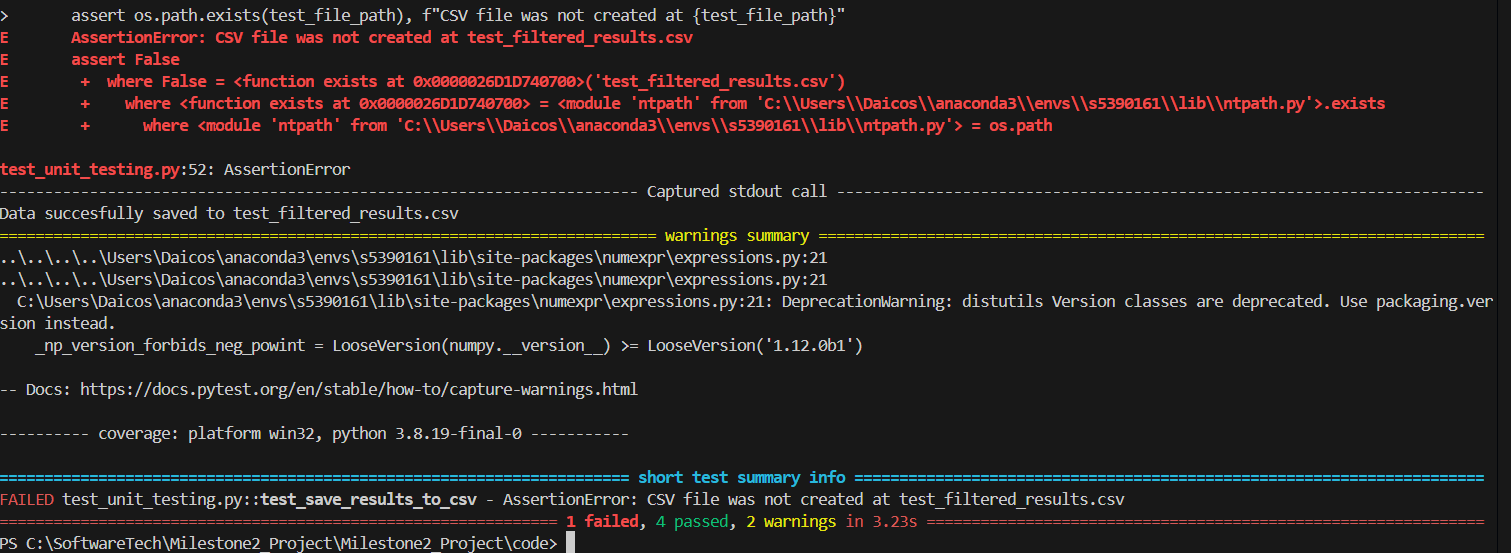 >       assert os.path.exists(test_file_path), f"CSV file was not created at {test_file_path}"
E       AssertionError: CSV file was not created at test_filtered_results.csv
E       assert False
E        +  where False = <function exists at 0x0000026D1D740700>('test_filtered_results.csv')
E        +    where <function exists at 0x0000026D1D740700> = <module 'ntpath' from 'C:\\Users\\Daicos\\anaconda3\\envs\\s5390161\\lib\\ntpath.py'>.exists
E        +      where <module 'ntpath' from 'C:\\Users\\Daicos\\anaconda3\\envs\\s5390161\\lib\\ntpath.py'> = os.path
test_unit_testing.py:52: AssertionError
----------------------------------------------------------------------- Captured stdout call ------------------------------------------------------------------------
Data succesfully saved to test_filtered_results.csv
========================================================================= warnings summary ==========================================================================
..\..\..\..\Users\Daicos\anaconda3\envs\s5390161\lib\site-packages\numexpr\expressions.py:21
..\..\..\..\Users\Daicos\anaconda3\envs\s5390161\lib\site-packages\numexpr\expressions.py:21
  C:\Users\Daicos\anaconda3\envs\s5390161\lib\site-packages\numexpr\expressions.py:21: DeprecationWarning: distutils Version classes are deprecated. Use packaging.ver
sion instead.
    _np_version_forbids_neg_powint = LooseVersion(numpy.__version__) >= LooseVersion('1.12.0b1')
-- Docs: https://docs.pytest.org/en/stable/how-to/capture-warnings.html
---------- coverage: platform win32, python 3.8.19-final-0 -----------
====================================================================== short test summary info ======================================================================
FAILED test_unit_testing.py::test_save_results_to_csv - AssertionError: CSV file was not created at test_filtered_results.csv
============================================================== 1 failed, 4 passed, 2 warnings in 3.23s ==============================================================
PS C:\SoftwareTech\Milestone2_Project\Milestone2_Project\code>